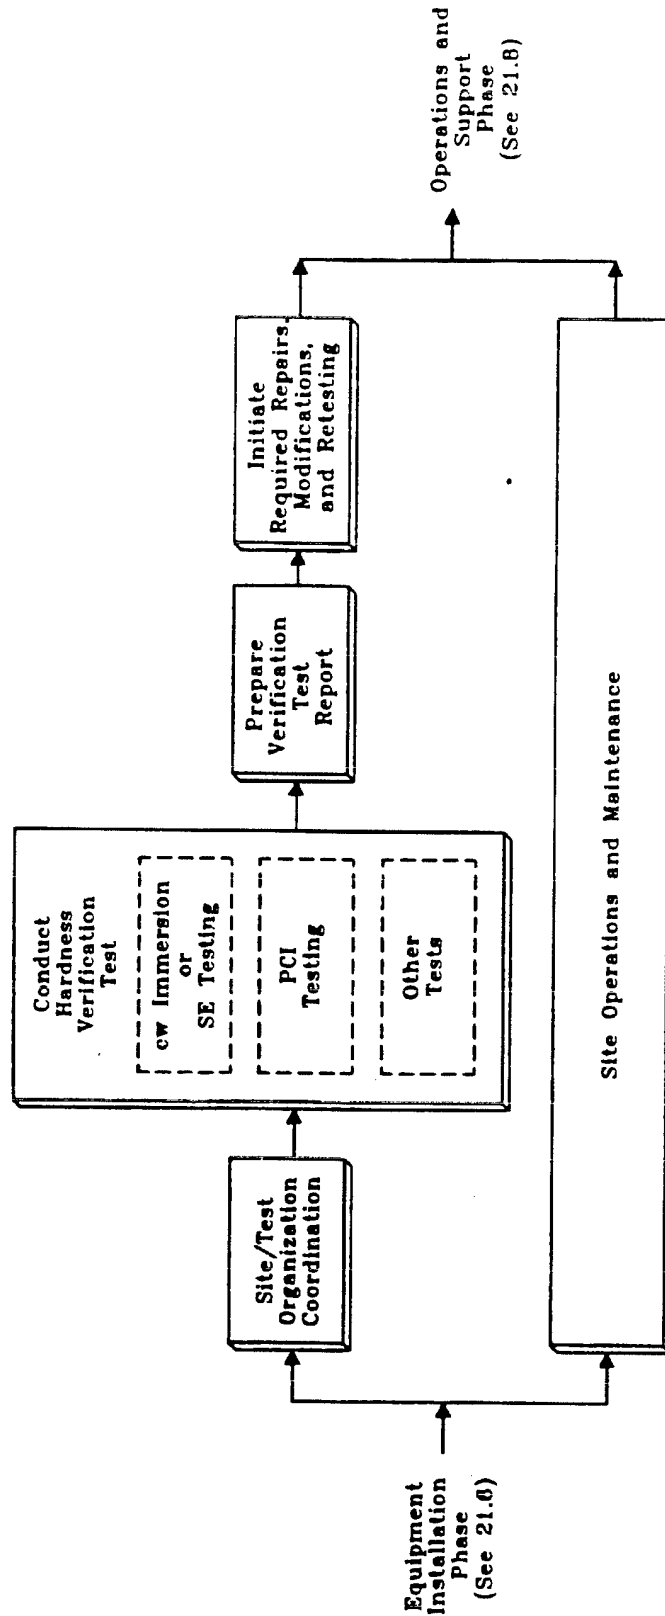 Equipment
Installation
Phase
(See 21.6)
Site/Test
Organization
Coordination
Conduct
Hardness
Verification
Test
cw Immersion
or
SE Testing
PCI
Testing
Other
Tests
Prepare
Verification
Test
Report
Initiate
Required Repairs,
Modifications,
and Retesting
Site Operations and Maintenance
Operations and
Support
Phase
(See 21.8)